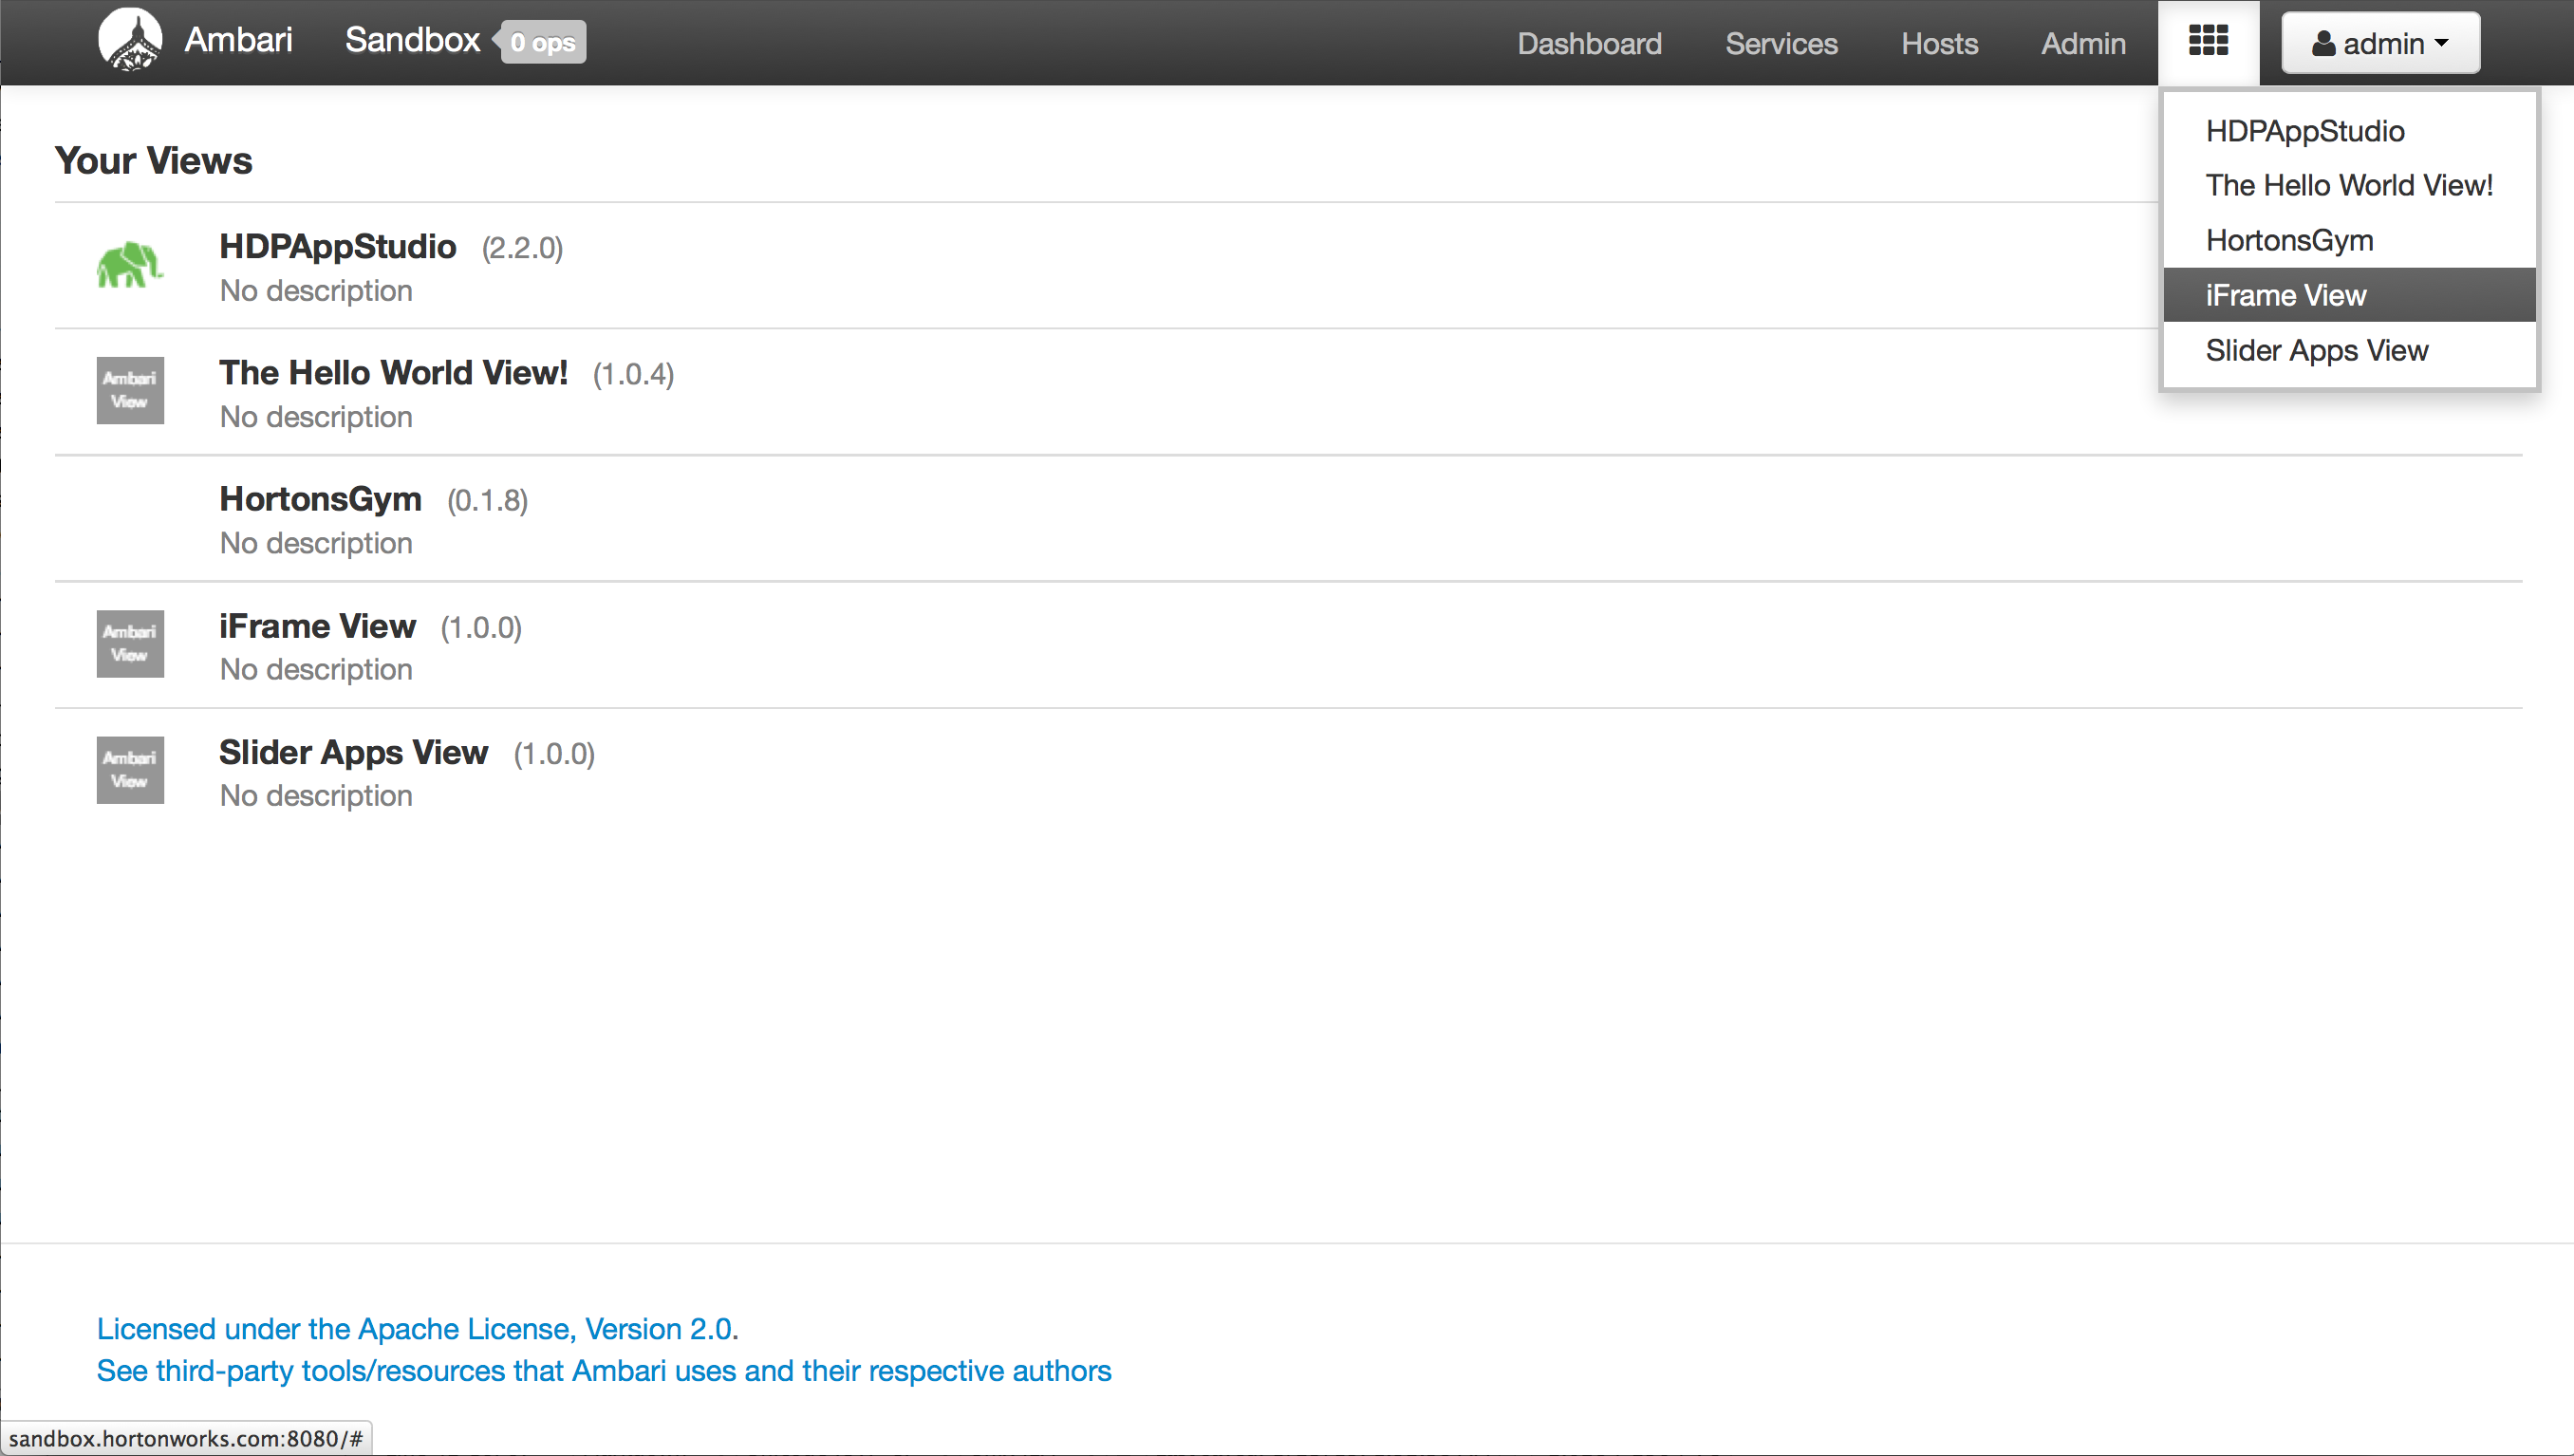 Ambari Sandbox 0 ops Dashboard Services Hosts Admin admin
HDPAppStudio
The Hello World View!
HortonsGym
iFrame View
Slider Apps View
Your Views
HDPAppStudio (2.2.0)
No description
Ambari
View
The Hello World View! (1.0.4)
No description
HortonsGym (0.1.8)
No description
Ambari
View
iFrame View (1.0.0)
No description
Ambari
View
Slider Apps View (1.0.0)
No description
Licensed under the Apache License, Version 2.0.
See third-party tools/resources that Ambari uses and their respective authors
sandbox.hortonworks.com:8080/#